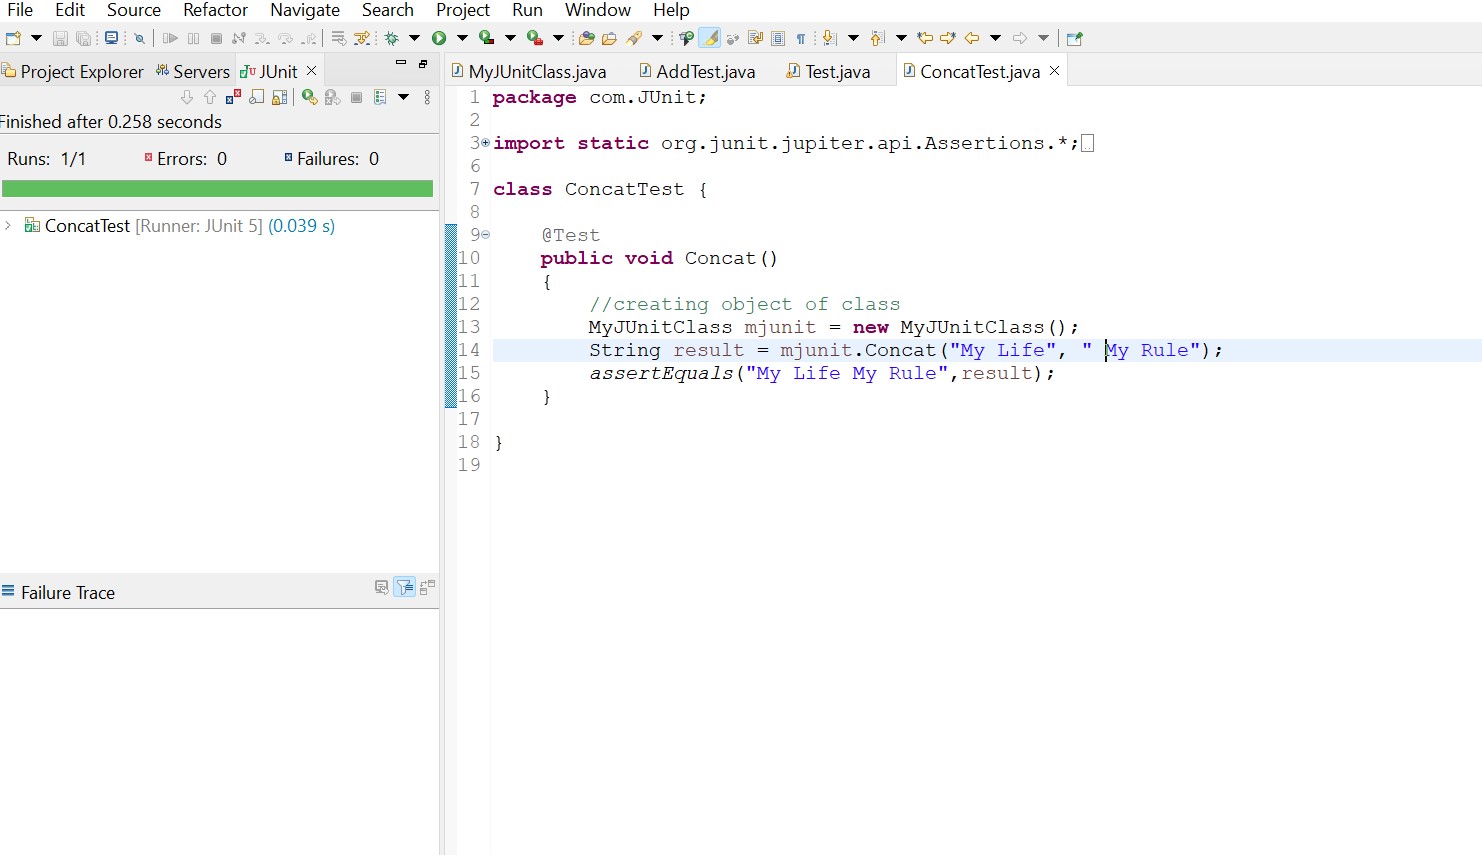 File Edit Source Refactor Navigate Search Project Run Window Help
Project Explorer Servers JUnit
MyJUnitClass.java AddTest.java Test.java ConcatTest.java
Finished after 0.258 seconds
Runs: 1/1 Errors: 0 Failures: 0
ConcatTest [Runner: JUnit 5] (0.039 s)
Failure Trace
1 package com.JUnit;
2
3 import static org.junit.jupiter.api.Assertions.*;
6
7 class ConcatTest {
8
9 @Test
10 public void Concat()
11 {
12 //creating object of class
13 MyJUnitClass mjunit = new MyJUnitClass();
14 String result = mjunit.Concat("My Life", " My Rule");
15 assertEquals("My Life My Rule",result);
16 }
17
18 }
19